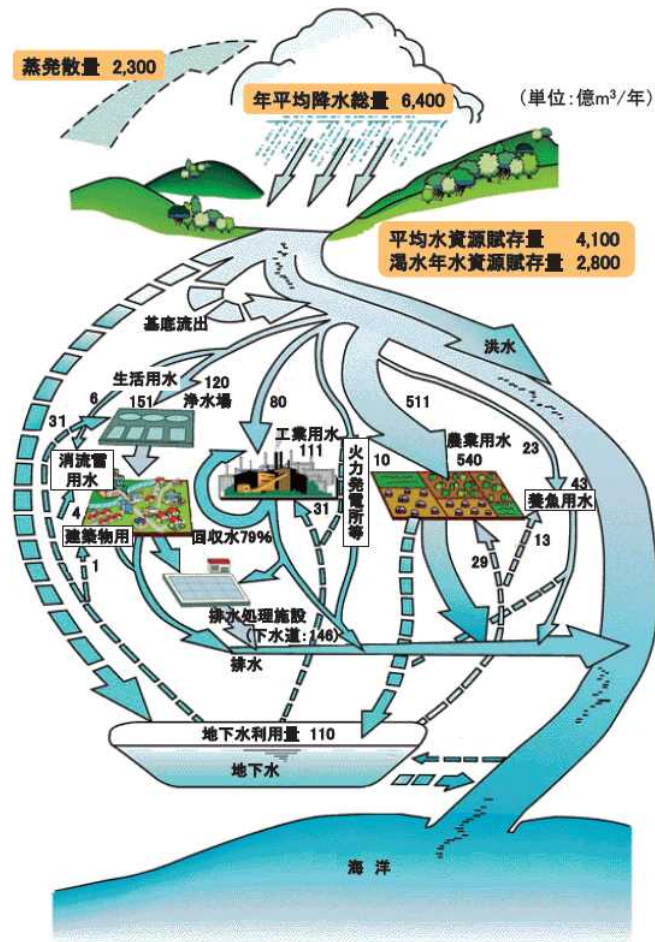 蒸発散量 2,300
年平均降水総量 6,400
(単位:億m³/年)
平均水資源賦存量 4,100
渇水年水資源賦存量 2,800
基底流出
洪水
生活用水
151
浄水場
120
6
31
80
511
工業用水
111
農業用水
540
10
23
消流雪
用水
火力発電所等
43
養魚用水
4
建築物用
回収水79%
31
13
29
1
排水処理施設
(下水道:146)
排水
地下水利用量 110
地下水
海洋